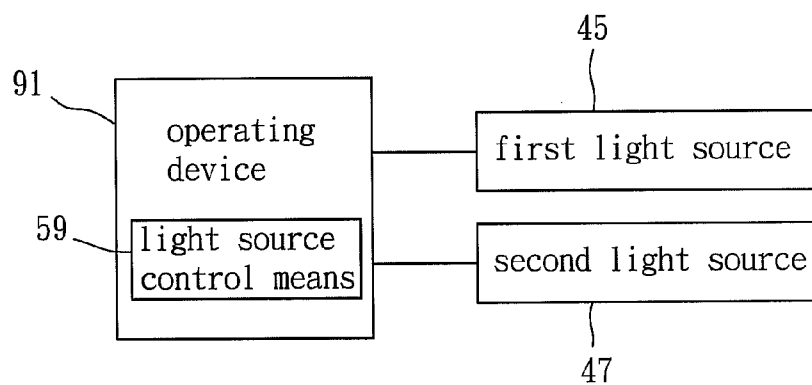 45
91
operating
device
first light source
59
light source
control means
second light source
47